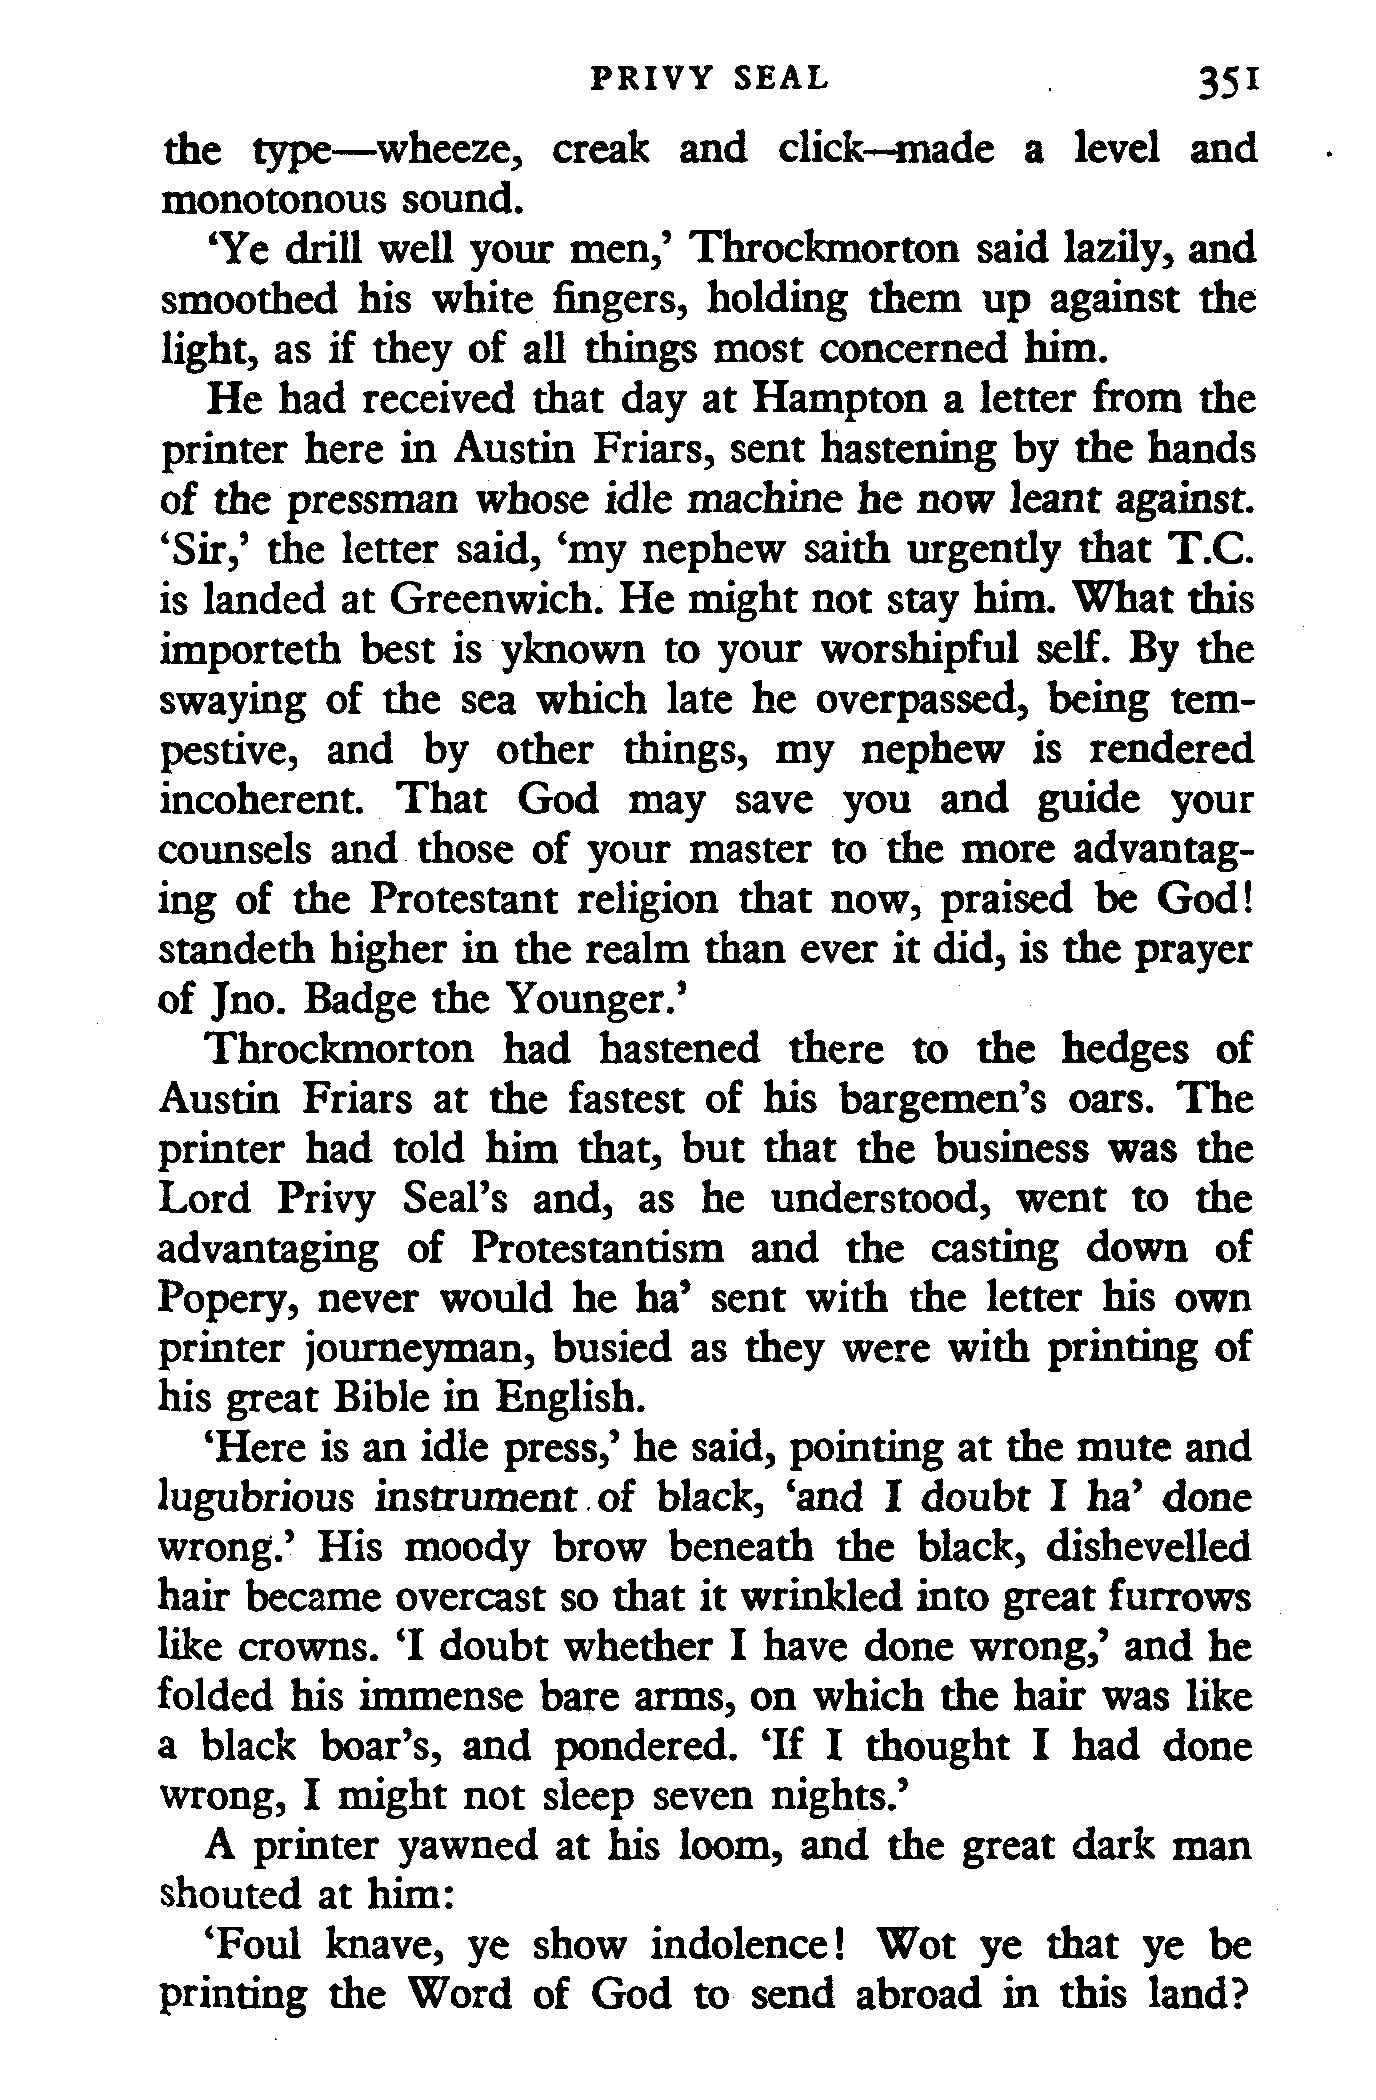 PRIVY SEAL 351
the type—wheeze, creak and click—made a level and
monotonous sound.
‘Ye drill well your men,’ Throckmorton said lazily, and
smoothed his white fingers, holding them up against the
light, as if they of all things most concerned him.
He had received that day at Hampton a letter from the
printer here in Austin Friars, sent hastening by the hands
of the pressman whose idle machine he now leant against.
‘Sir,’ the letter said, ‘my nephew saith urgently that T.C.
is landed at Greenwich. He might not stay him. What this
importeth best is yknown to your worshipful self. By the
swaying of the sea which late he overpassed, being tem-
pestive, and by other things, my nephew is rendered
incoherent. That God may save you and guide your
counsels and those of your master to the more advantag-
ing of the Protestant religion that now, praised be God!
standeth higher in the realm than ever it did, is the prayer
of Jno. Badge the Younger.’
Throckmorton had hastened there to the hedges of
Austin Friars at the fastest of his bargemen’s oars. The
printer had told him that, but that the business was the
Lord Privy Seal’s and, as he understood, went to the
advantaging of Protestantism and the casting down of
Popery, never would he ha’ sent with the letter his own
printer journeyman, busied as they were with printing of
his great Bible in English.
‘Here is an idle press,’ he said, pointing at the mute and
lugubrious instrument of black, ‘and I doubt I ha’ done
wrong.’ His moody brow beneath the black, dishevelled
hair became overcast so that it wrinkled into great furrows
like crowns. ‘I doubt whether I have done wrong,’ and he
folded his immense bare arms, on which the hair was like
a black boar’s, and pondered. ‘If I thought I had done
wrong, I might not sleep seven nights.’
A printer yawned at his loom, and the great dark man
shouted at him:
‘Foul knave, ye show indolence! Wot ye that ye be
printing the Word of God to send abroad in this land?